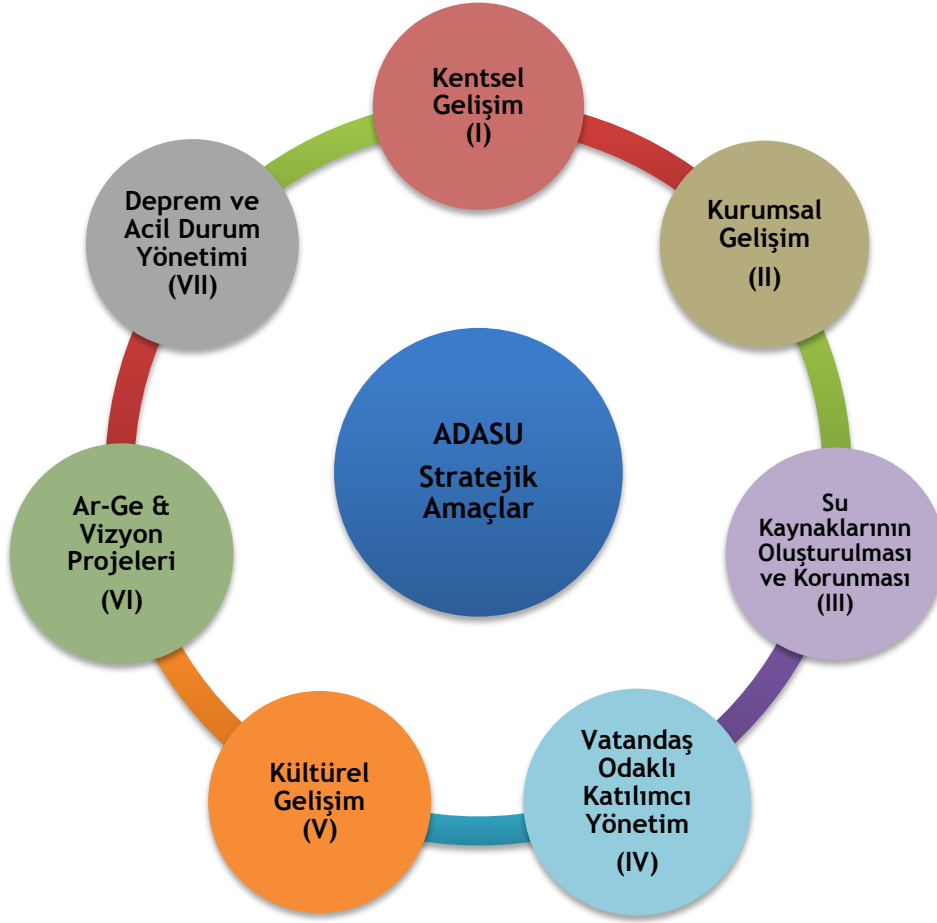 Kentsel
Gelişim
(I)
Kurumsal
Gelişim
(II)
Su
Kaynaklarının
Oluşturulması
ve Korunması
(III)
Vatandaş
Odaklı
Katılımcı
Yönetim
(IV)
Kültürel
Gelişim
(V)
Ar-Ge &
Vizyon
Projeleri
(VI)
Deprem ve
Acil Durum
Yönetimi
(VII)
ADASU
Stratejik
Amaçlar